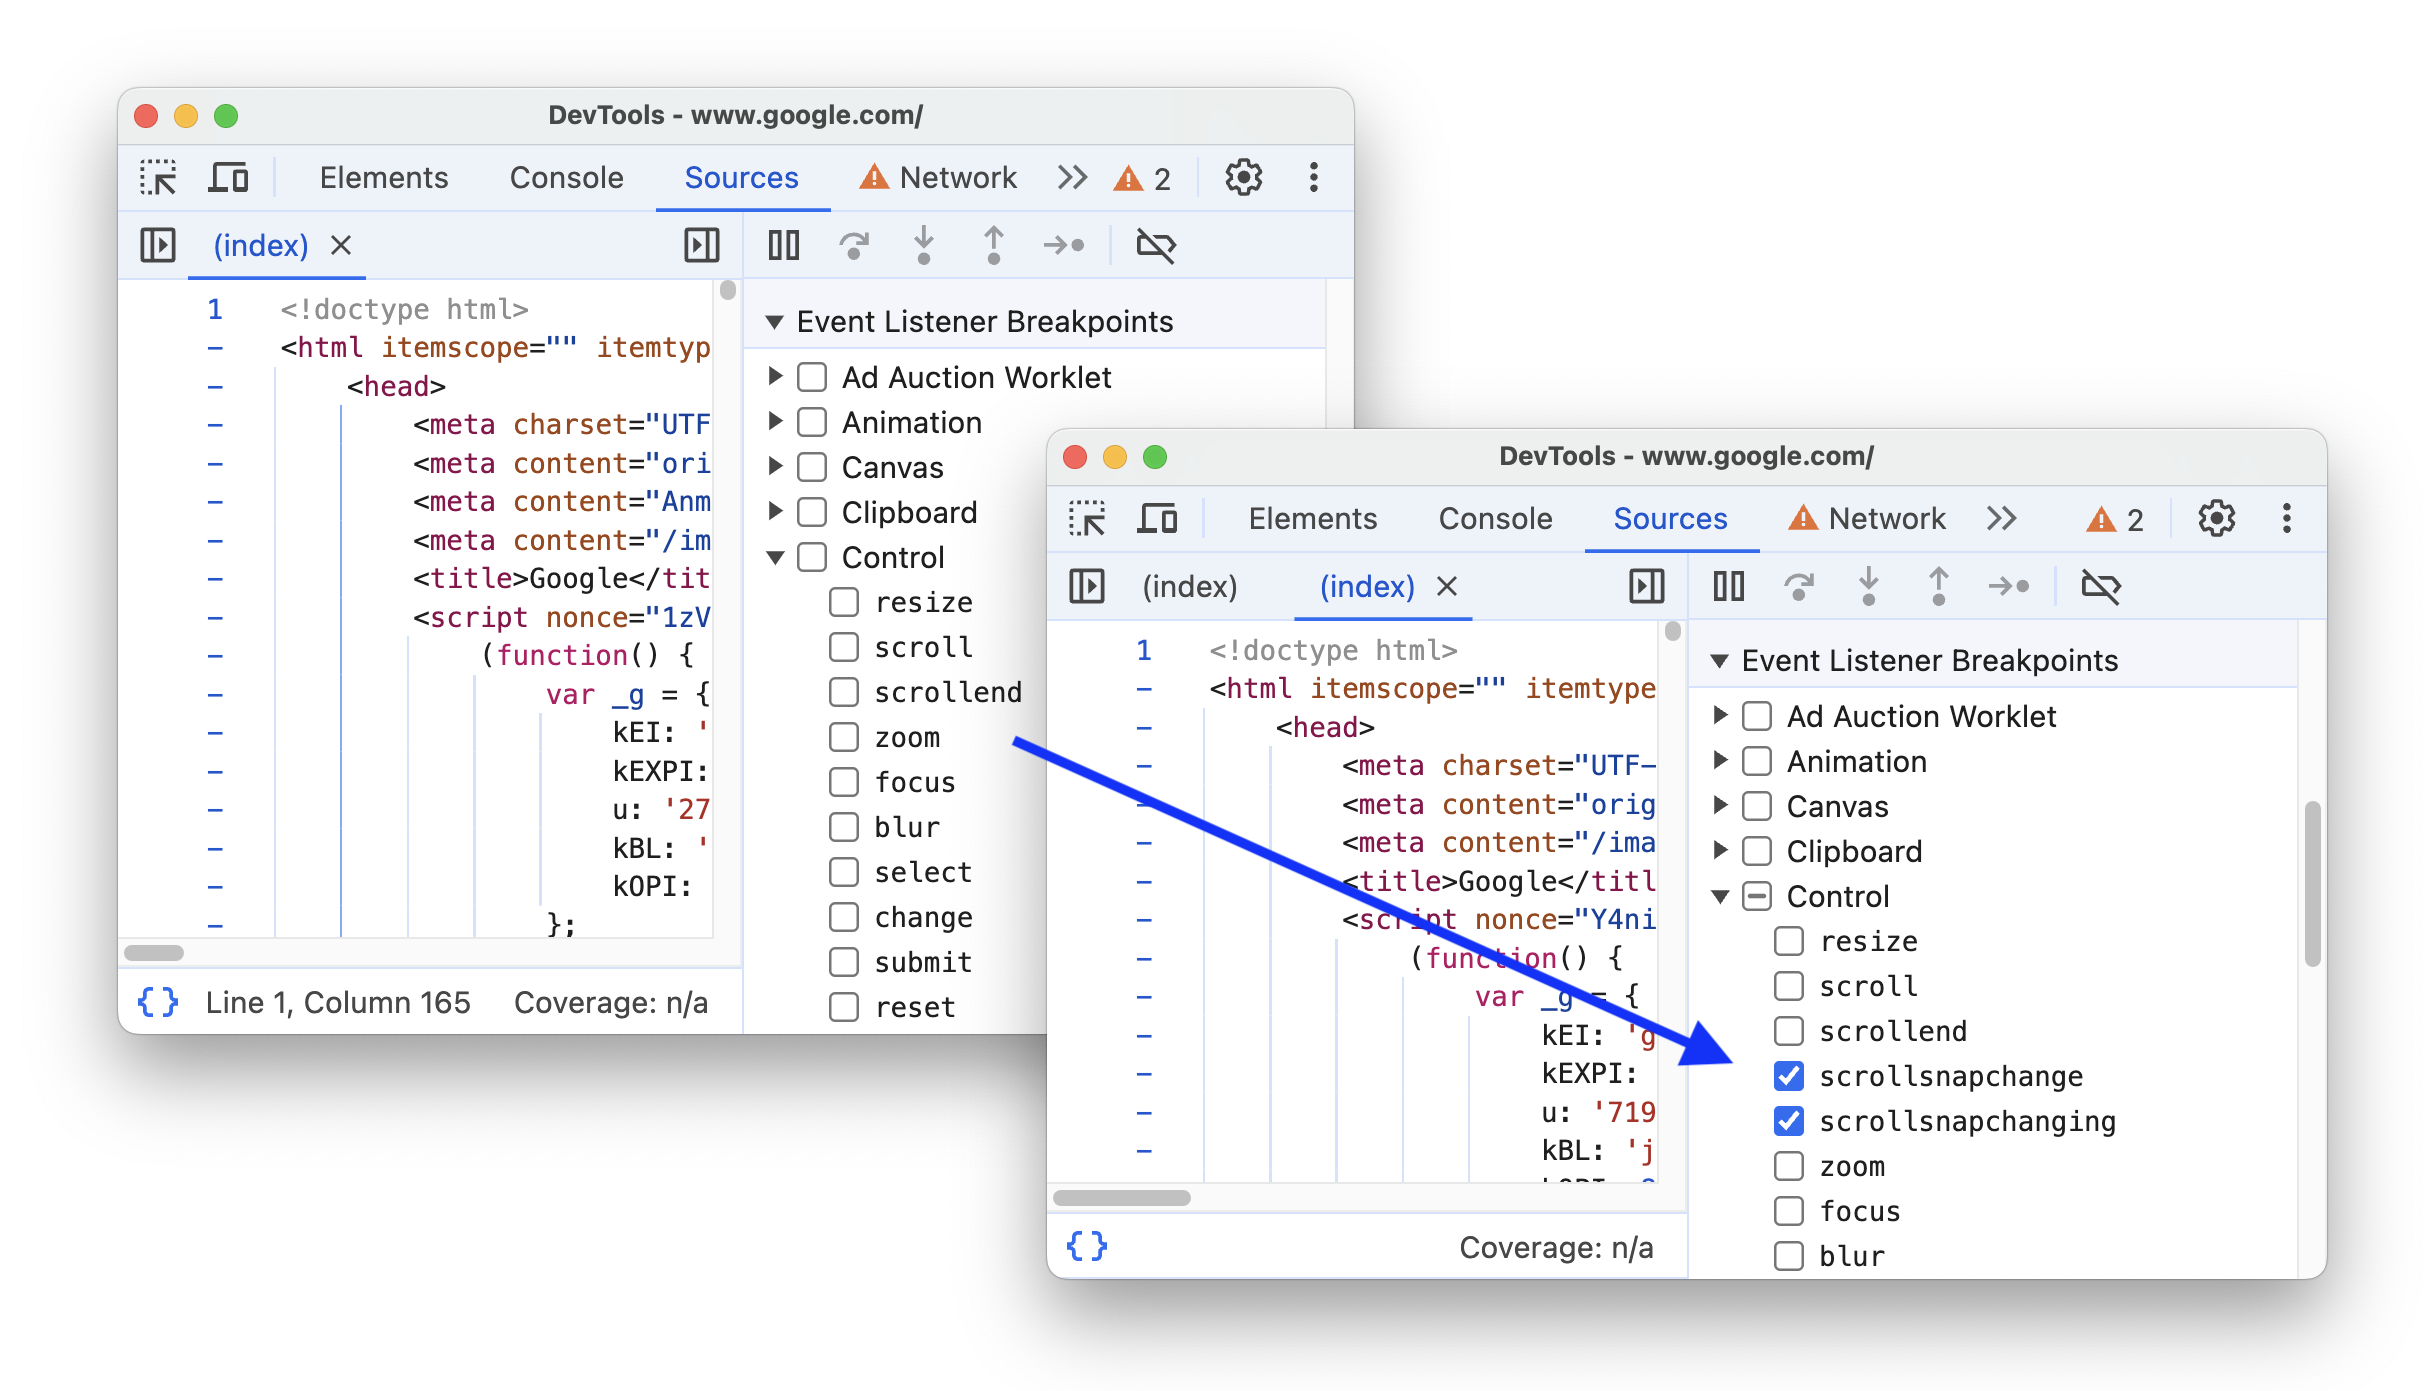 DevTools - www.google.com/
Elements Console Sources Network 2
(index)
1 <!doctype html>
<html itemscope="" itemtyp
<head>
<meta charset="UTF
<meta content="ori
<meta content="Anm
<meta content="/im
<title>Google</tit
<script nonce="1zV
(function() {
var _g = {
kEI: '
kEXPI:
u: '27
kBL: '
kOPI:
};
{ } Line 1, Column 165 Coverage: n/a
Event Listener Breakpoints
Ad Auction Worklet
Animation
Canvas
Clipboard
Control
resize
scroll
scrollend
zoom
focus
blur
select
change
submit
reset
DevTools - www.google.com/
Elements Console Sources Network 2
(index) (index)
1 <!doctype html>
<html itemscope="" itemtype
<head>
<meta charset="UTF-
<meta content="orig
<meta content="/ima
<title>Google</titl
<script nonce="Y4ni
(function() {
var _g = {
kEI: 'g
kEXPI:
u: '719
kBL: 'j
{ } Coverage: n/a
Event Listener Breakpoints
Ad Auction Worklet
Animation
Canvas
Clipboard
Control
resize
scroll
scrollend
scrollsnapchange
scrollsnapchanging
zoom
focus
blur